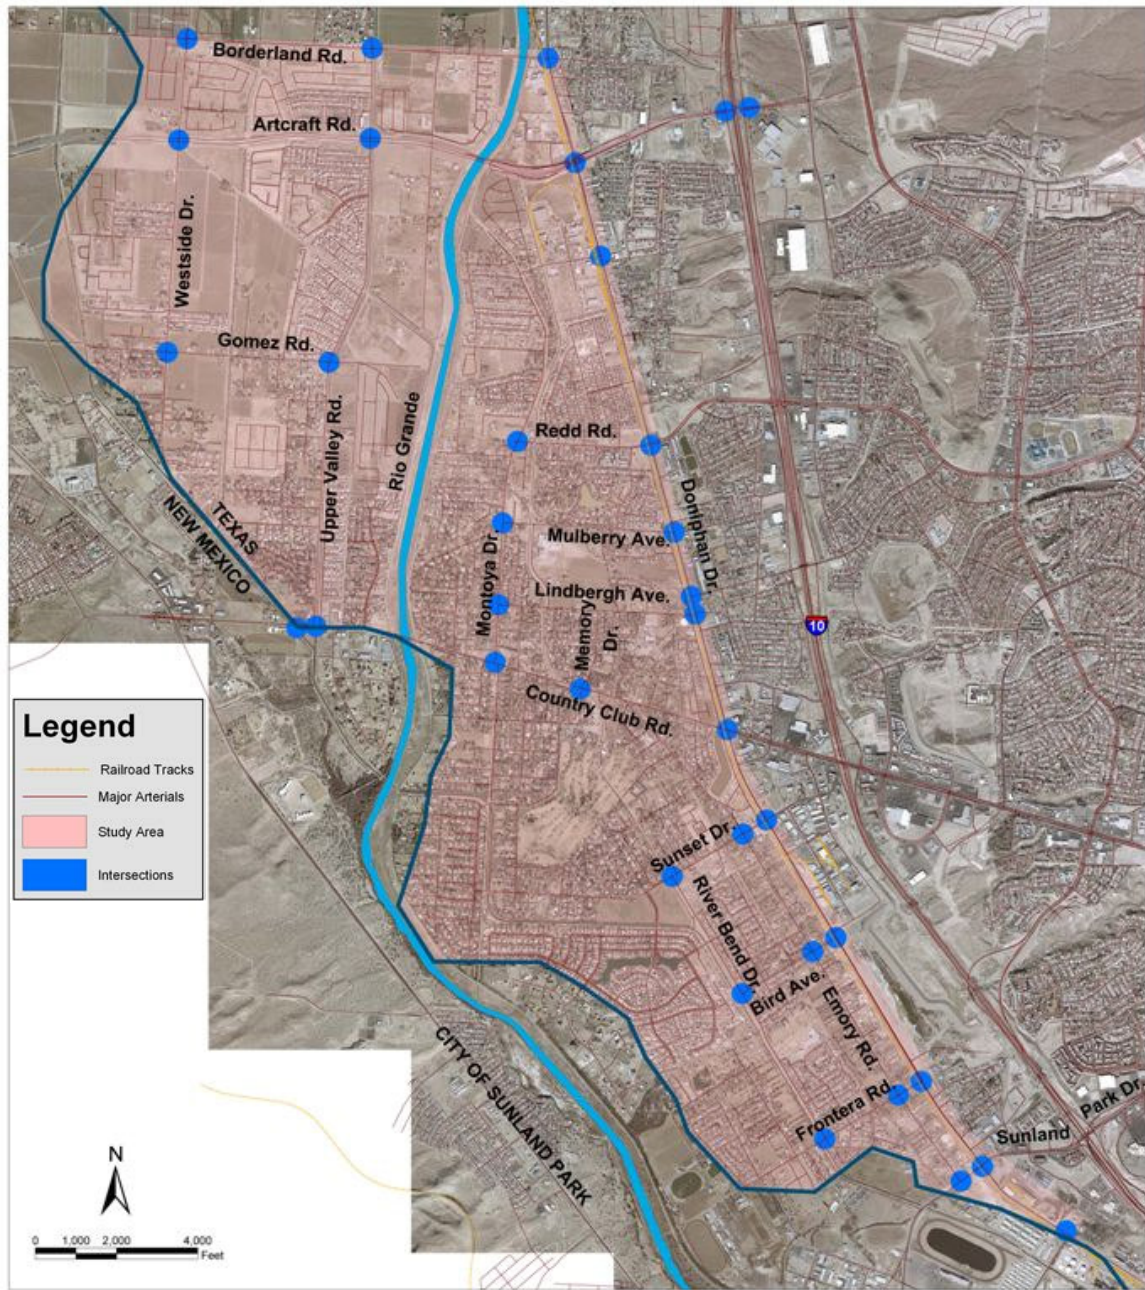 Borderland Rd.
Artcraft Rd.
Westside Dr.
Gomez Rd.
Upper Valley Rd.
Rio Grande
Redd Rd.
Doniphan Dr.
TEXAS
NEW MEXICO
Mulberry Ave.
Montoya Dr.
Lindbergh Ave.
Memory
Dr.
10
Country Club Rd.
Legend
Railroad Tracks
Major Arterials
Study Area
Intersections
Sunset Dr.
River Bend Dr.
Bird Ave.
Emory Rd.
Frontera Rd.
Sunland
Park Dr.
CITY OF SUNLAND PARK
N
0 1,000 2,000 4,000
Feet